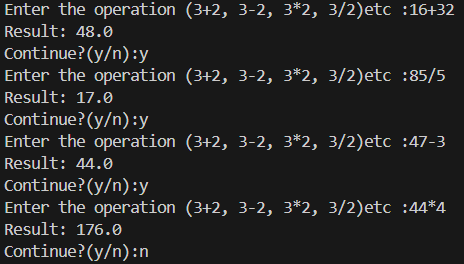 Enter the operation (3+2, 3-2, 3*2, 3/2)etc :16+32
Result: 48.0
Continue?(y/n):y
Enter the operation (3+2, 3-2, 3*2, 3/2)etc :85/5
Result: 17.0
Continue?(y/n):y
Enter the operation (3+2, 3-2, 3*2, 3/2)etc :47-3
Result: 44.0
Continue?(y/n):y
Enter the operation (3+2, 3-2, 3*2, 3/2)etc :44*4
Result: 176.0
Continue?(y/n):n